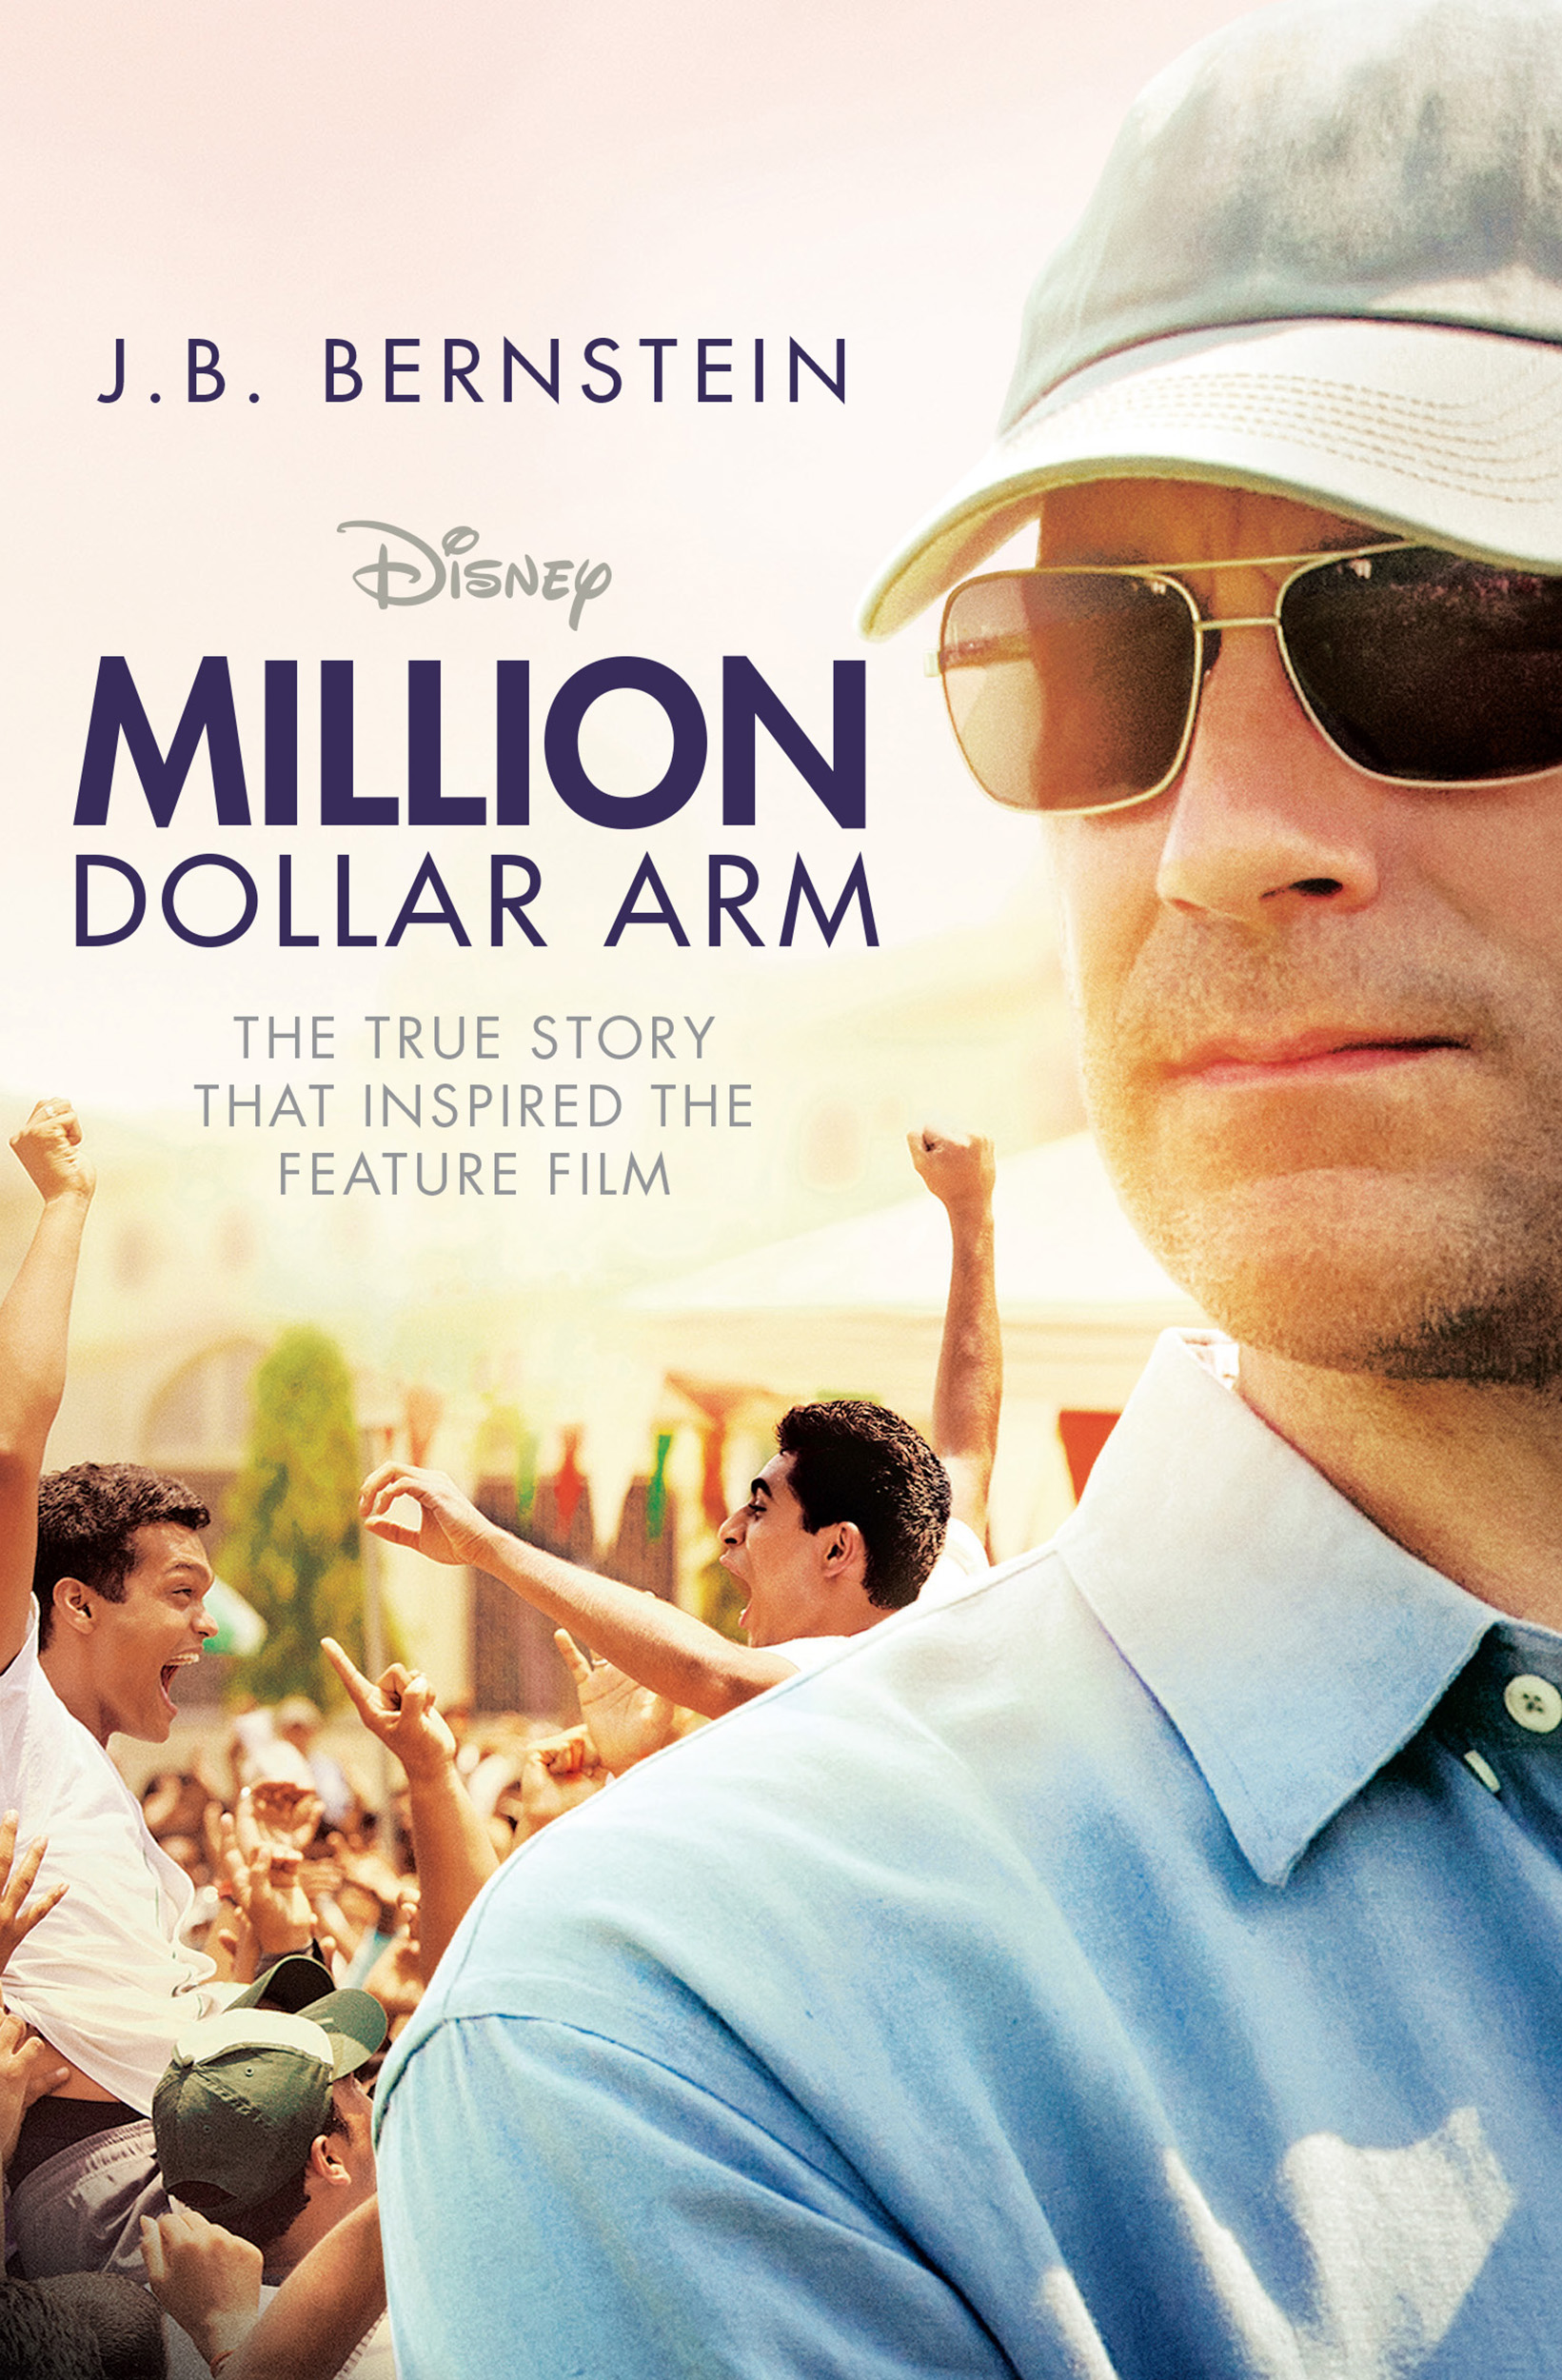 J.B. BERNSTEIN
Disney
MILLION
DOLLAR ARM
THE TRUE STORY
THAT INSPIRED THE
FEATURE FILM